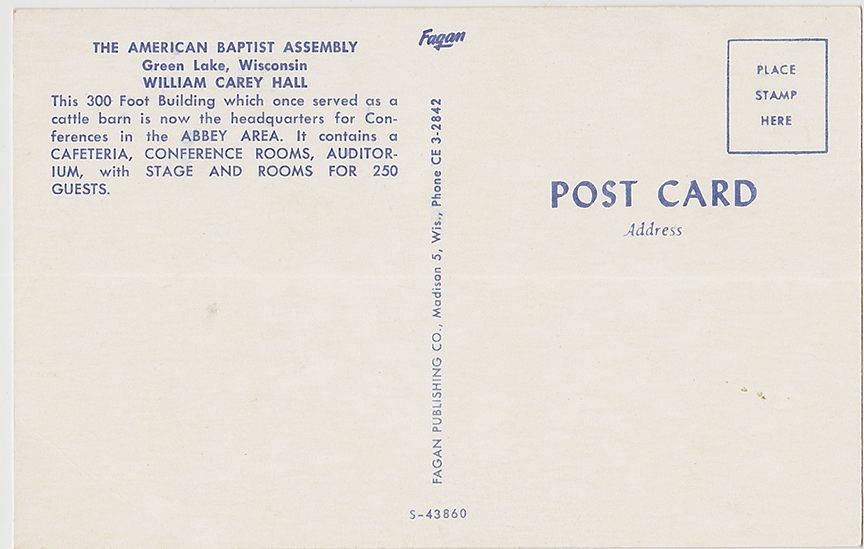 THE AMERICAN BAPTIST ASSEMBLY
Green Lake, Wisconsin
WILLIAM CAREY HALL
This 300 Foot Building which once served as a
cattle barn is now the headquarters for Con-
ferences in the ABBEY AREA. It contains a
CAFETERIA, CONFERENCE ROOMS, AUDITOR-
IUM, with STAGE AND ROOMS FOR 250
GUESTS.
Fagan
FAGAN PUBLISHING CO., Madison 5, Wis., Phone CE 3-2842
S-43860
PLACE
STAMP
HERE
POST CARD
Address